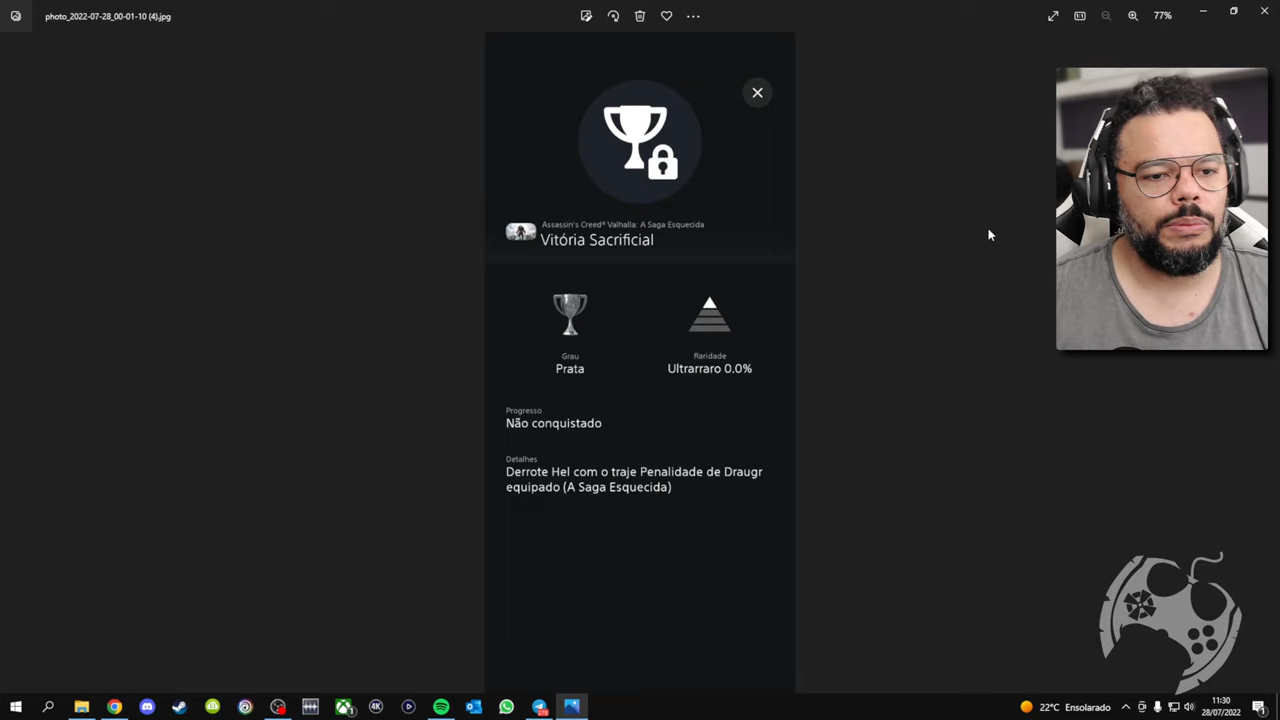 photo_2022-07-28_00-01-10 (4).jpg
77%
Assassin's Creed® Valhalla: A Saga Esquecida
Vitória Sacrificial
Grau
Prata
Raridade
Ultrarraro 0.0%
Progresso
Não conquistado
Detalhes
Derrote Hel com o traje Penalidade de Draugr
equipado (A Saga Esquecida)
22°C Ensolarado
11:30
28/07/2022